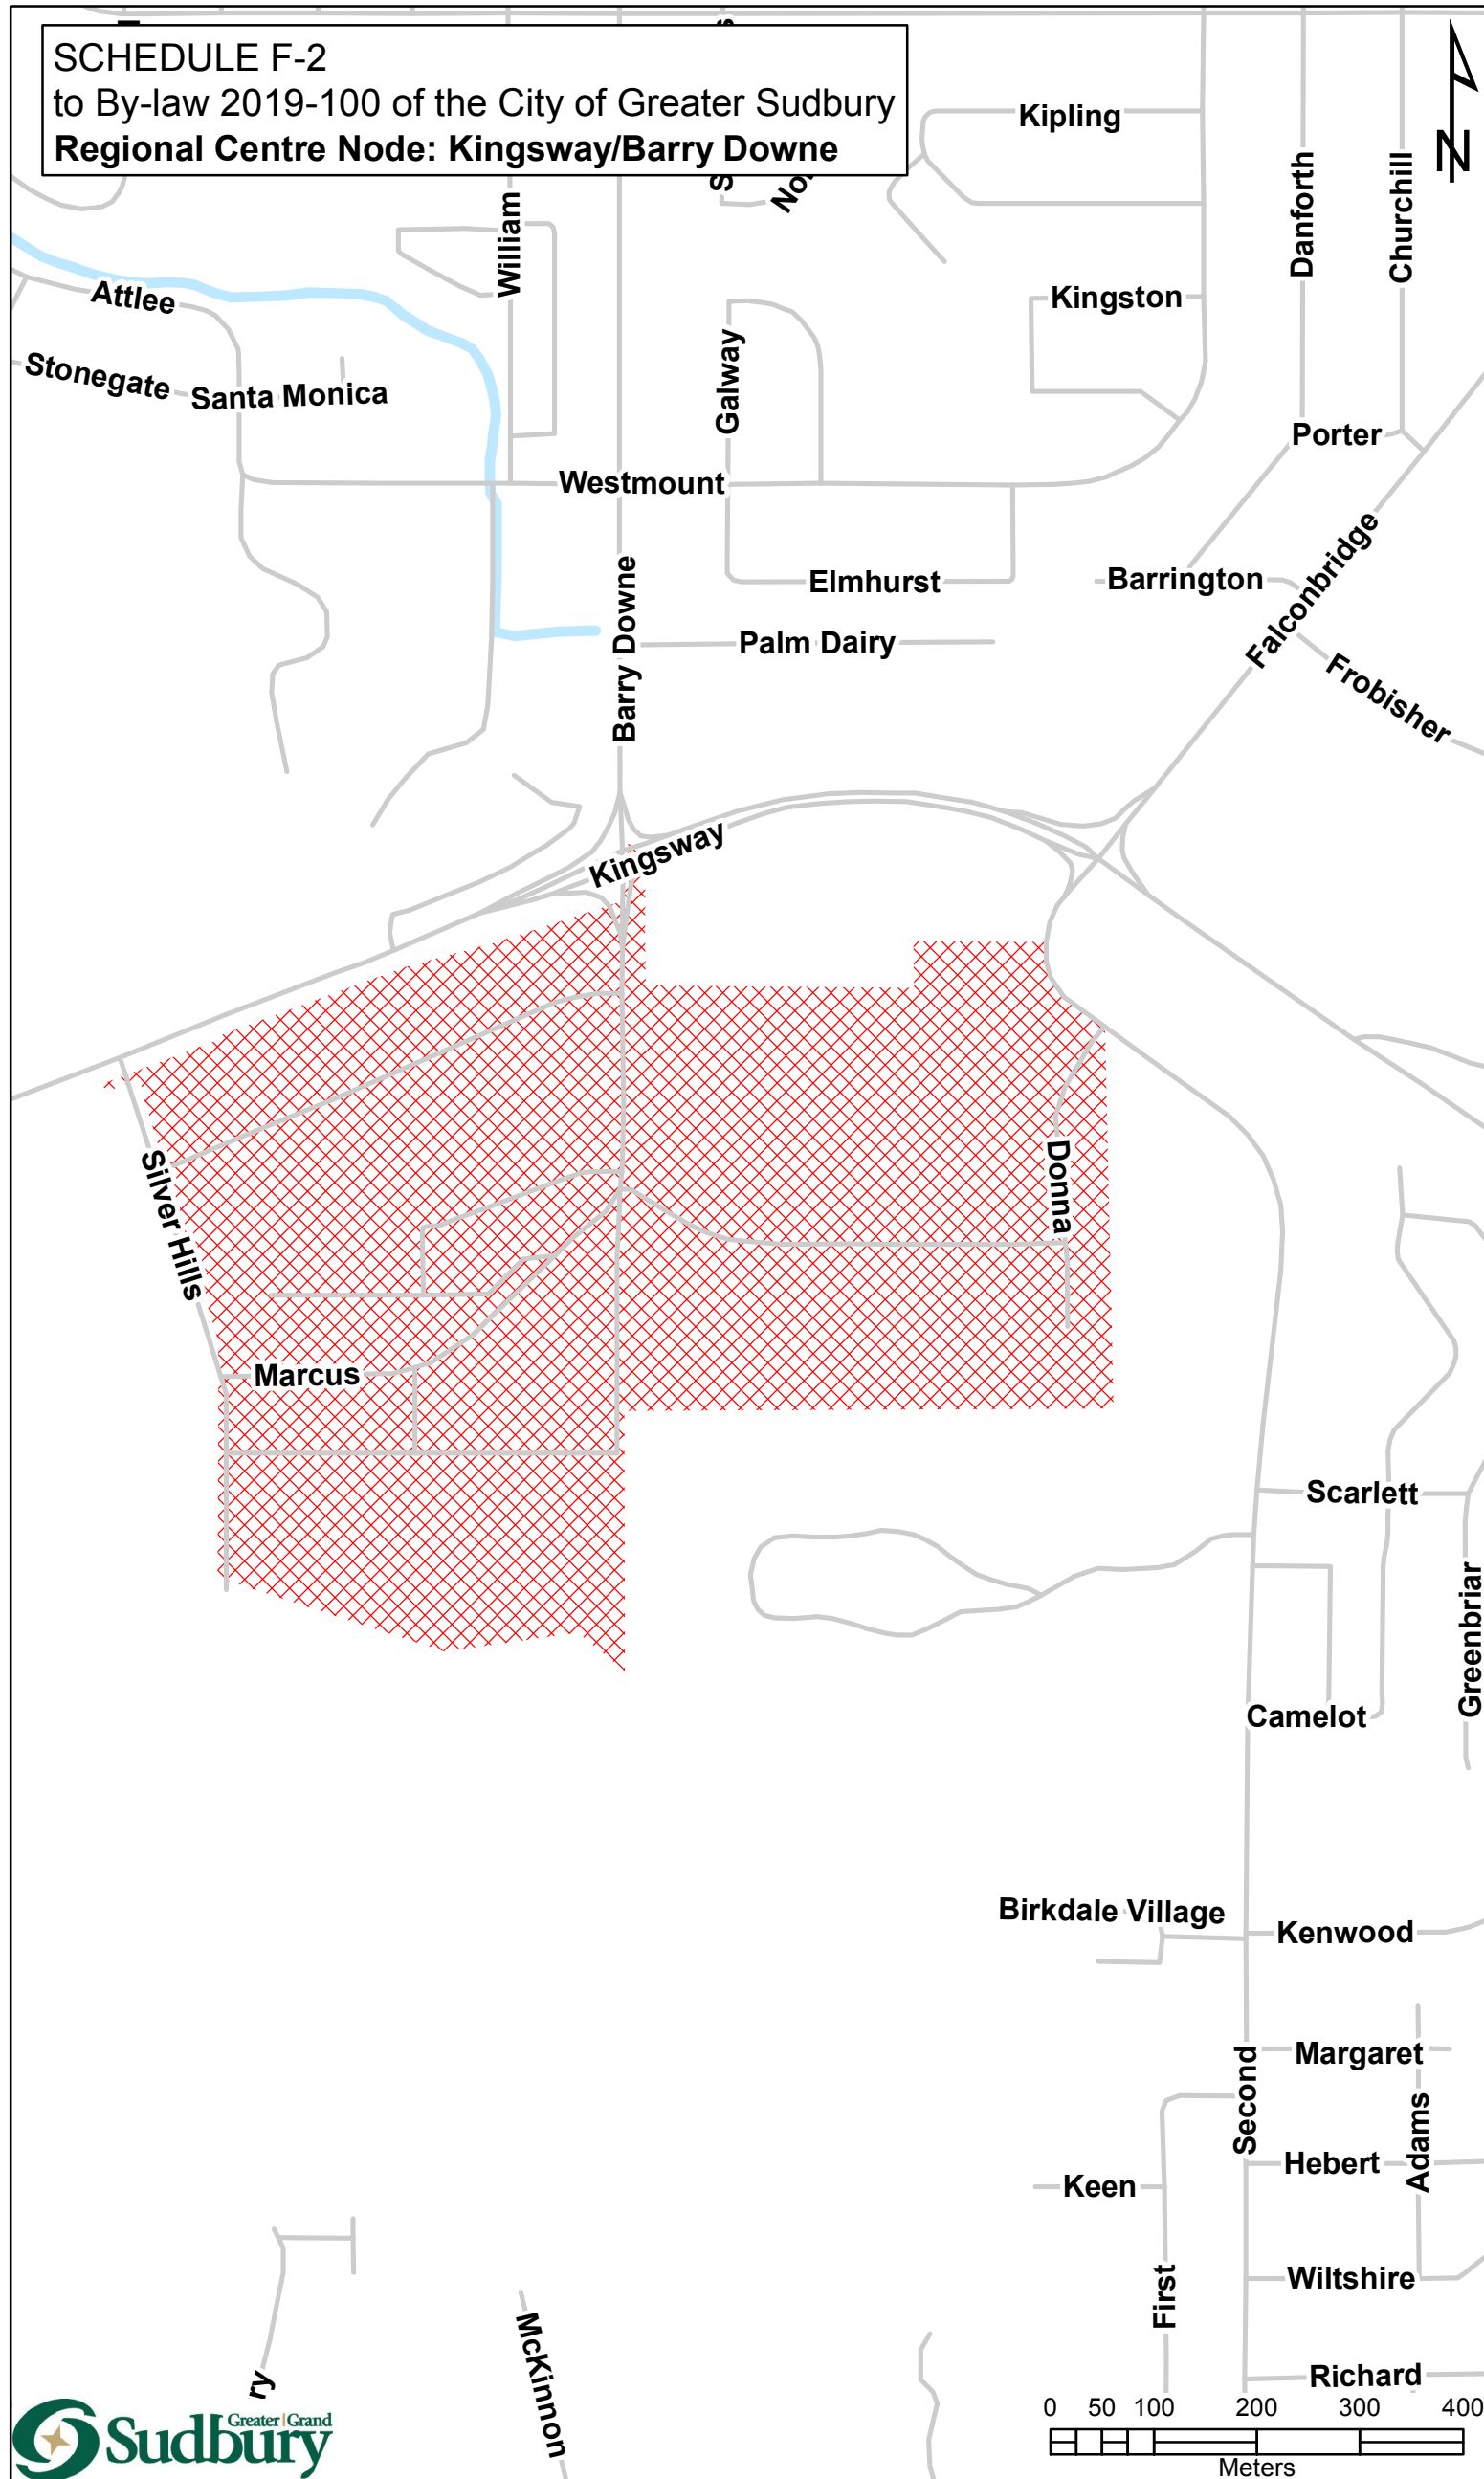 SCHEDULE F-2
to By-law 2019-100 of the City of Greater Sudbury
Regional Centre Node: Kingsway/Barry Downe
N
Kipling
Danforth
Churchill
William
Attlee
Kingston
Stonegate
Santa Monica
Galway
Porter
Westmount
Falconbridge
Elmhurst
Barrington
Barry Downe
Palm Dairy
Frobisher
Kingsway
Donna
Silver Hills
Marcus
Scarlett
Greenbriar
Camelot
Birkdale Village
Kenwood
Margaret
Second
Adams
Hebert
Keen
First
Wiltshire
McKinnon
Richard
ry
0 50 100 200 300 400
Meters
Greater | Grand
Sudbury